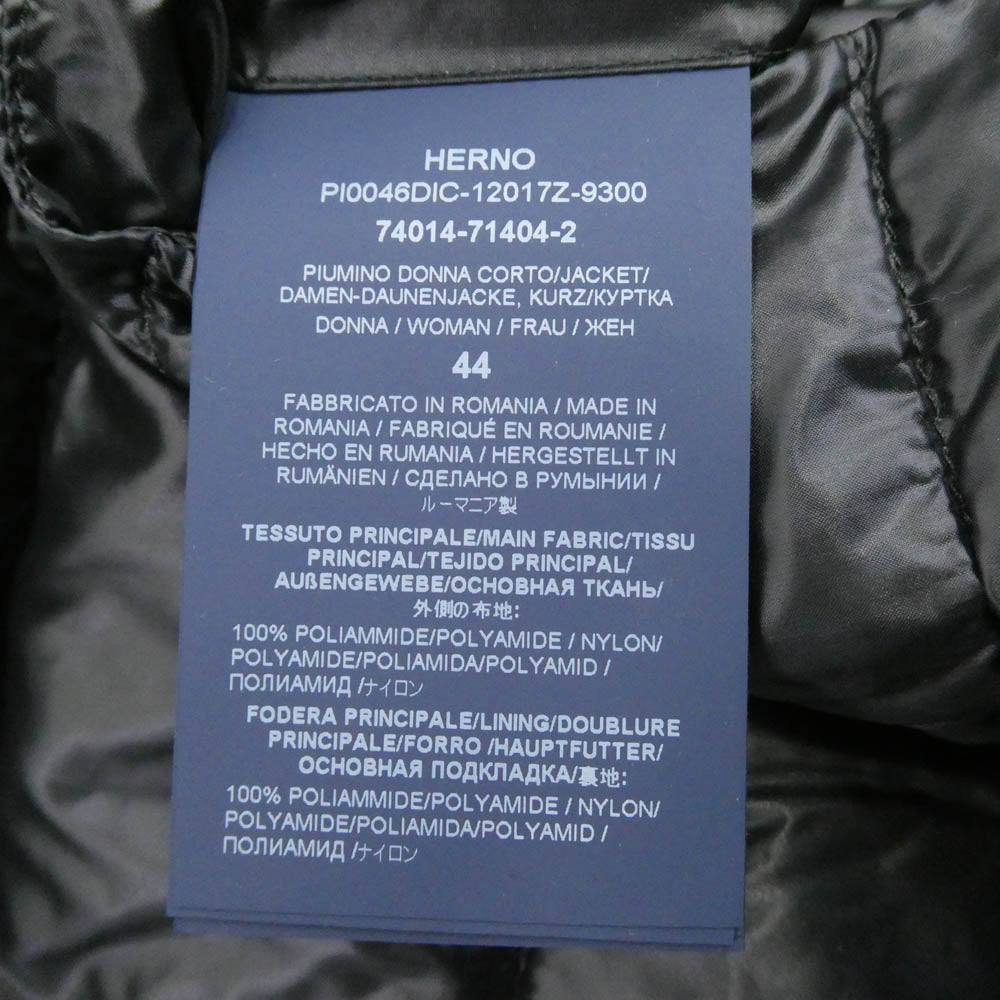 HERNO
PI0046DIC-12017Z-9300
74014-71404-2
PIUMINO DONNA CORTO/JACKET/
DAMEN-DAUNENJACKE, KURZ/КУРТКА
DONNA / WOMAN / FRAU / ЖЕН
44
FABBRICATO IN ROMANIA / MADE IN
ROMANIA / FABRIQUÉ EN ROUMANIE /
HECHO EN RUMANIA / HERGESTELLT IN
RUMÄNIEN / СДЕЛАНО В РУМЫНИИ /
ルーマニア製
TESSUTO PRINCIPALE/MAIN FABRIC/TISSU
PRINCIPAL/TEJIDO PRINCIPAL/
AUßENGEWEBE/ОСНОВНАЯ ТКАНЬ/
外側の布地:
100% POLIAMMIDE/POLYAMIDE / NYLON/
POLYAMIDE/POLIAMIDA/POLYAMID /
ПОЛИАМИД /ナイロン
FODERA PRINCIPALE/LINING/DOUBLURE
PRINCIPALE/FORRO /HAUPTFUTTER/
ОСНОВНАЯ ПОДКЛАДКА/裏地:
100% POLIAMMIDE/POLYAMIDE / NYLON/
POLYAMIDE/POLIAMIDA/POLYAMID /
ПОЛИАМИД /ナイロン